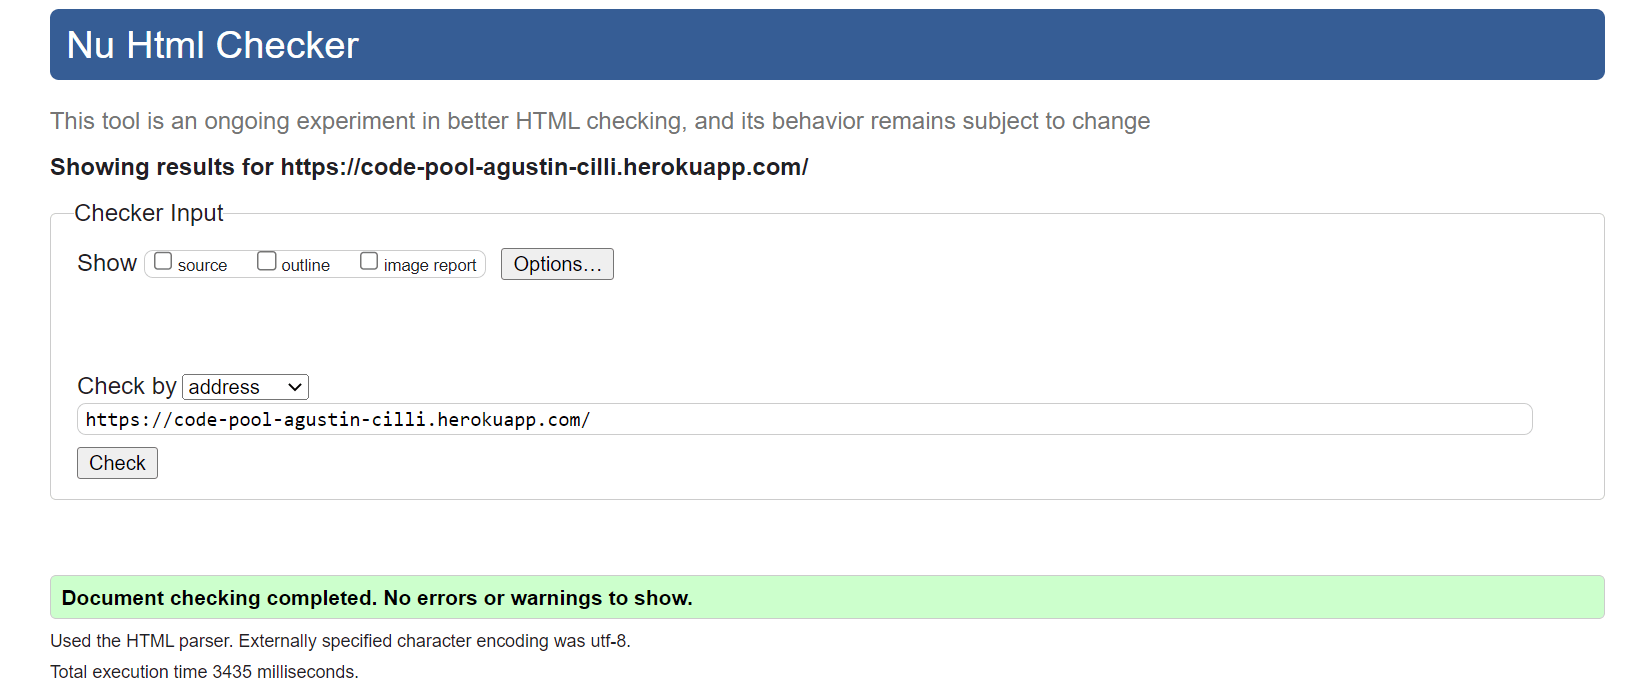 Nu Html Checker
This tool is an ongoing experiment in better HTML checking, and its behavior remains subject to change
Showing results for https://code-pool-agustin-cilli.herokuapp.com/
Checker Input
Show source outline image report Options...
Check by address
https://code-pool-agustin-cilli.herokuapp.com/
Check
Document checking completed. No errors or warnings to show.
Used the HTML parser. Externally specified character encoding was utf-8.
Total execution time 3435 milliseconds.